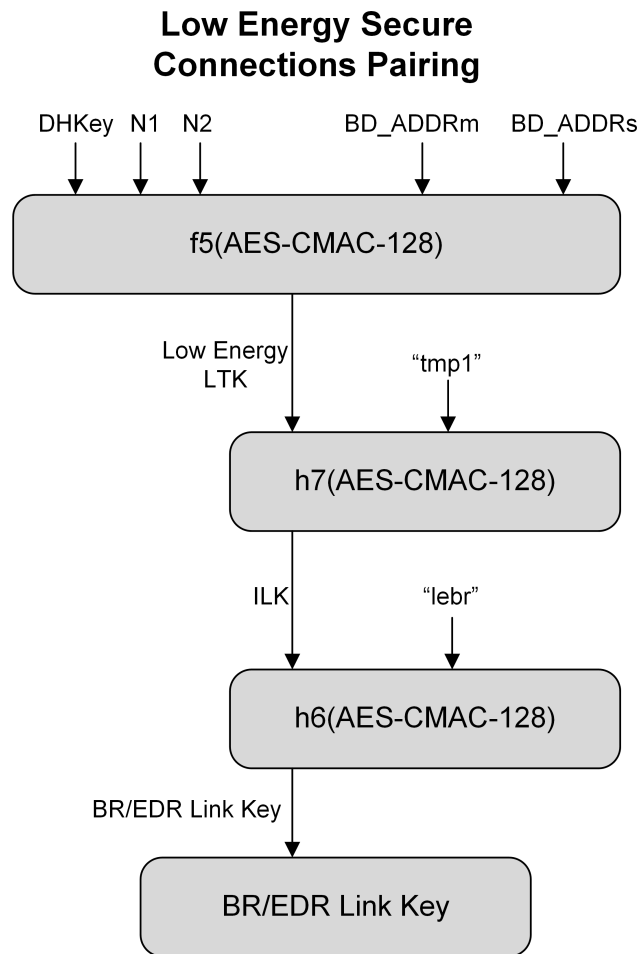 Low Energy Secure
Connections Pairing
DHKey N1 N2 BD_ADDRm BD_ADDRs
f5(AES-CMAC-128)
Low Energy
LTK
“tmp1”
h7(AES-CMAC-128)
ILK “lebr”
h6(AES-CMAC-128)
BR/EDR Link Key
BR/EDR Link Key